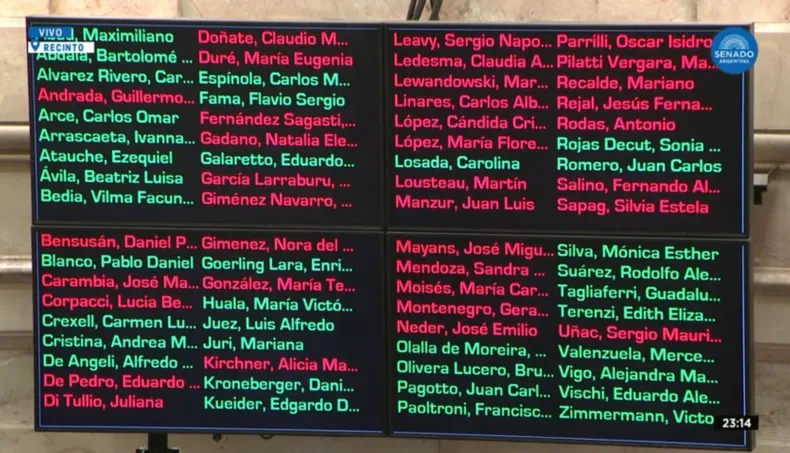 VIVO
RECINTO
SENADO
ARGENTINA
Maximiliano
Abdala, Bartolomé ...
Alvarez Rivero, Car...
Andrada, Guillermo...
Arce, Carlos Omar
Arrascaeta, Ivanna...
Atauche, Ezequiel
Ávila, Beatriz Luisa
Bedia, Vilma Facun...
Doñate, Claudio M...
Duré, María Eugenia
Espínola, Carlos M...
Fama, Flavio Sergio
Fernández Sagasti,...
Gadano, Natalia Ele...
Galaretto, Eduardo...
García Larraburu, ...
Giménez Navarro, ...
Leavy, Sergio Napo...
Ledesma, Claudia A...
Lewandowski, Mar...
Linares, Carlos Alb...
López, Cándida Cri...
López, María Flore...
Losada, Carolina
Lousteau, Martín
Manzur, Juan Luis
Parrilli, Oscar Isidro
Pilatti Vergara, Ma...
Recalde, Mariano
Rejal, Jesús Ferna...
Rodas, Antonio
Rojas Decut, Sonia ...
Romero, Juan Carlos
Salino, Fernando Al...
Sapag, Silvia Estela
Bensusán, Daniel P...
Blanco, Pablo Daniel
Carambia, José Ma...
Corpacci, Lucia Be...
Crexell, Carmen Lu...
Cristina, Andrea M...
De Angeli, Alfredo ...
De Pedro, Eduardo ...
Di Tullio, Juliana
Gimenez, Nora del ...
Goerling Lara, Enri...
González, María Te...
Huala, María Victó...
Juez, Luis Alfredo
Juri, Mariana
Kirchner, Alicia Ma...
Kroneberger, Dani...
Kueider, Edgardo D...
Mayans, José Migu...
Mendoza, Sandra ...
Moisés, María Car...
Montenegro, Gera...
Neder, José Emilio
Olalla de Moreira, ...
Olivera Lucero, Bru...
Pagotto, Juan Carl...
Paoltroni, Francisc...
Silva, Mónica Esther
Suárez, Rodolfo Ale...
Tagliaferri, Guadalu...
Terenzi, Edith Eliza...
Uñac, Sergio Mauri...
Valenzuela, Merce...
Vigo, Alejandra Ma...
Vischi, Eduardo Ale...
Zimmermann, Victo
23:14